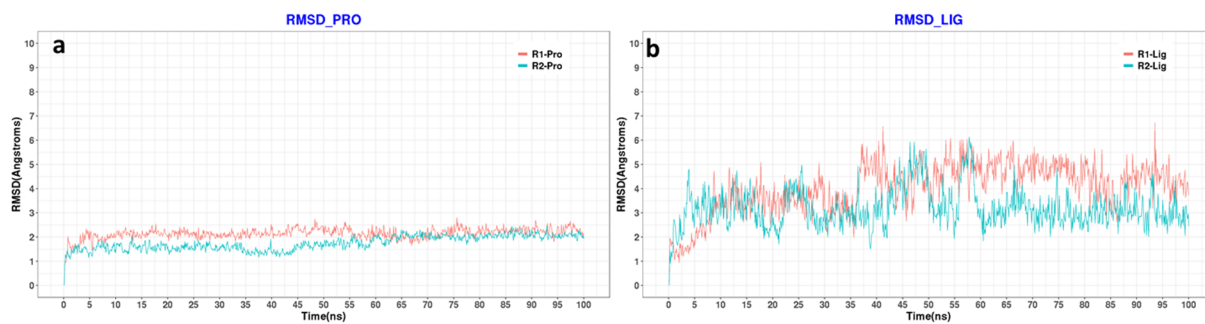 RMSD_PRO
a
R1-Pro
R2-Pro
RMSD(Angstroms)
10
9
8
7
6
5
4
3
2
1
0
0 5 10 15 20 25 30 35 40 45 50 55 60 65 70 75 80 85 90 95 100
Time(ns)
RMSD_LIG
b
R1-Lig
R2-Lig
RMSD(Angstroms)
10
9
8
7
6
5
4
3
2
1
0
0 5 10 15 20 25 30 35 40 45 50 55 60 65 70 75 80 85 90 95 100
Time(ns)